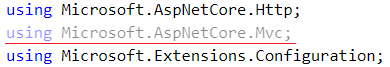 using Microsoft.AspNetCore.Http;
using Microsoft.AspNetCore.Mvc;
using Microsoft.Extensions.Configuration;